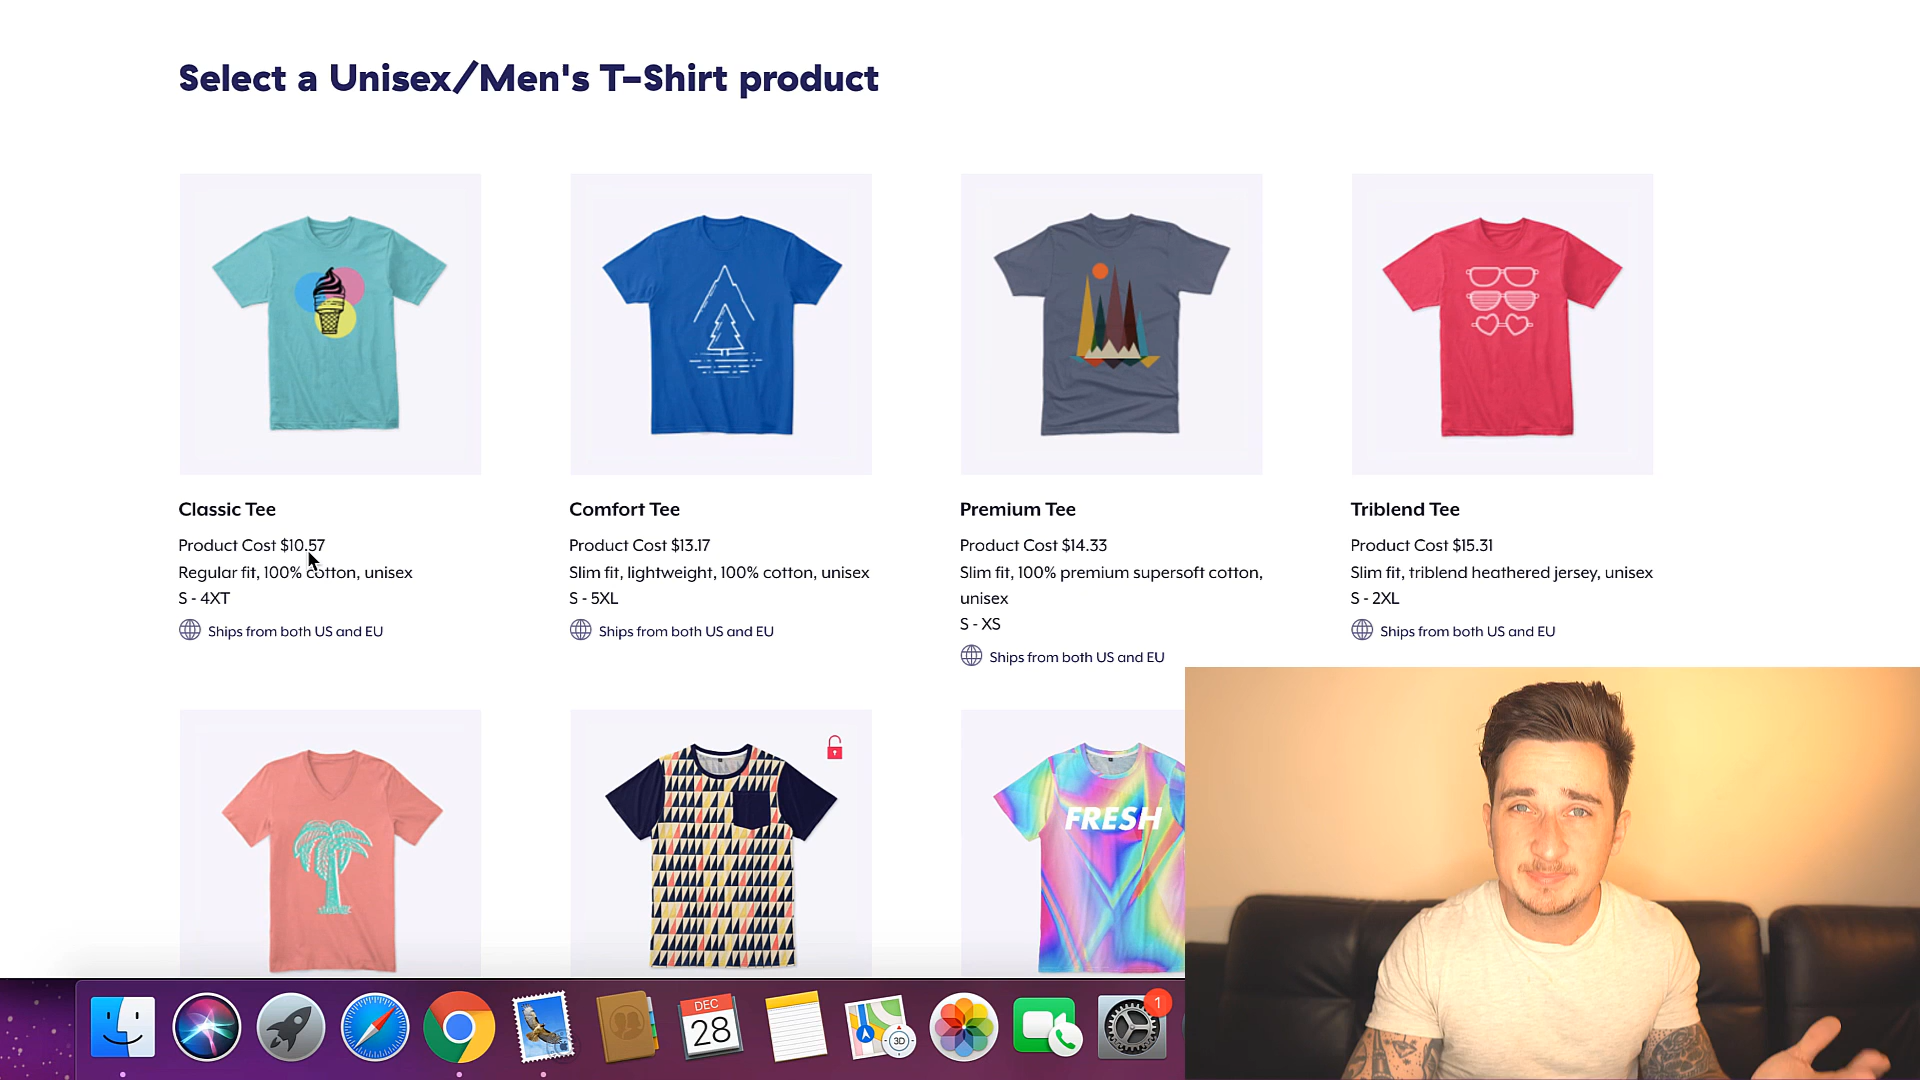 Select a Unisex/Men's T-Shirt product
Classic Tee
Product Cost $10.57
Regular fit, 100% cotton, unisex
S - 4XT
Ships from both US and EU
Comfort Tee
Product Cost $13.17
Slim fit, lightweight, 100% cotton, unisex
S - 5XL
Ships from both US and EU
Premium Tee
Product Cost $14.33
Slim fit, 100% premium supersoft cotton,
unisex
S - XS
Ships from both US and EU
Triblend Tee
Product Cost $15.31
Slim fit, triblend heathered jersey, unisex
S - 2XL
Ships from both US and EU
FRESH
DEC
28
3D
1